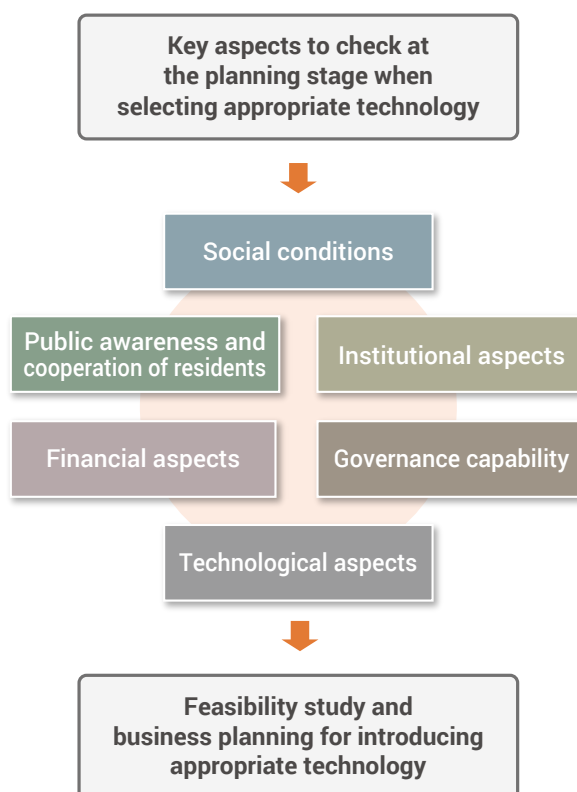 Key aspects to check at
the planning stage when
selecting appropriate technology
Social conditions
Public awareness and
cooperation of residents
Institutional aspects
Financial aspects
Governance capability
Technological aspects
Feasibility study and
business planning for introducing
appropriate technology